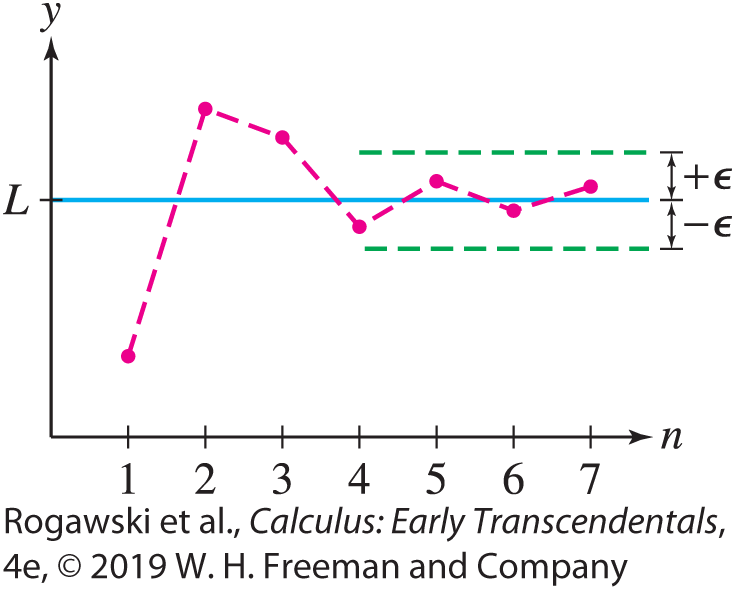 y
+ϵ
L
−ϵ
n
1 2 3 4 5 6 7
Rogawski et al., Calculus: Early Transcendentals,
4e, © 2019 W. H. Freeman and Company